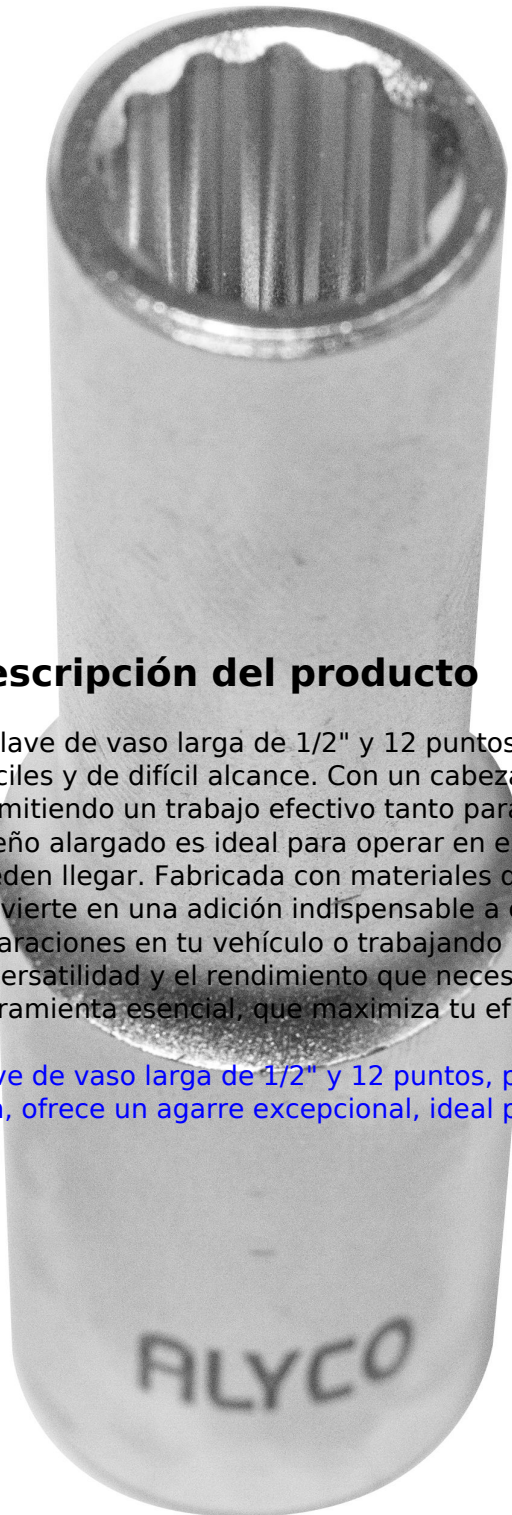 escripción del producto
lave de vaso larga de 1/2" y 12 puntos
ciles y de difícil alcance. Con un cabeza
mitiendo un trabajo efectivo tanto para
eño alargado es ideal para operar en e
eden llegar. Fabricada con materiales d
vierte en una adición indispensable a
araciones en tu vehículo o trabajando
ersatilidad y el rendimiento que neces
ramienta esencial, que maximiza tu ef
ve de vaso larga de 1/2" y 12 puntos, p
, ofrece un agarre excepcional, ideal p
ALYCO